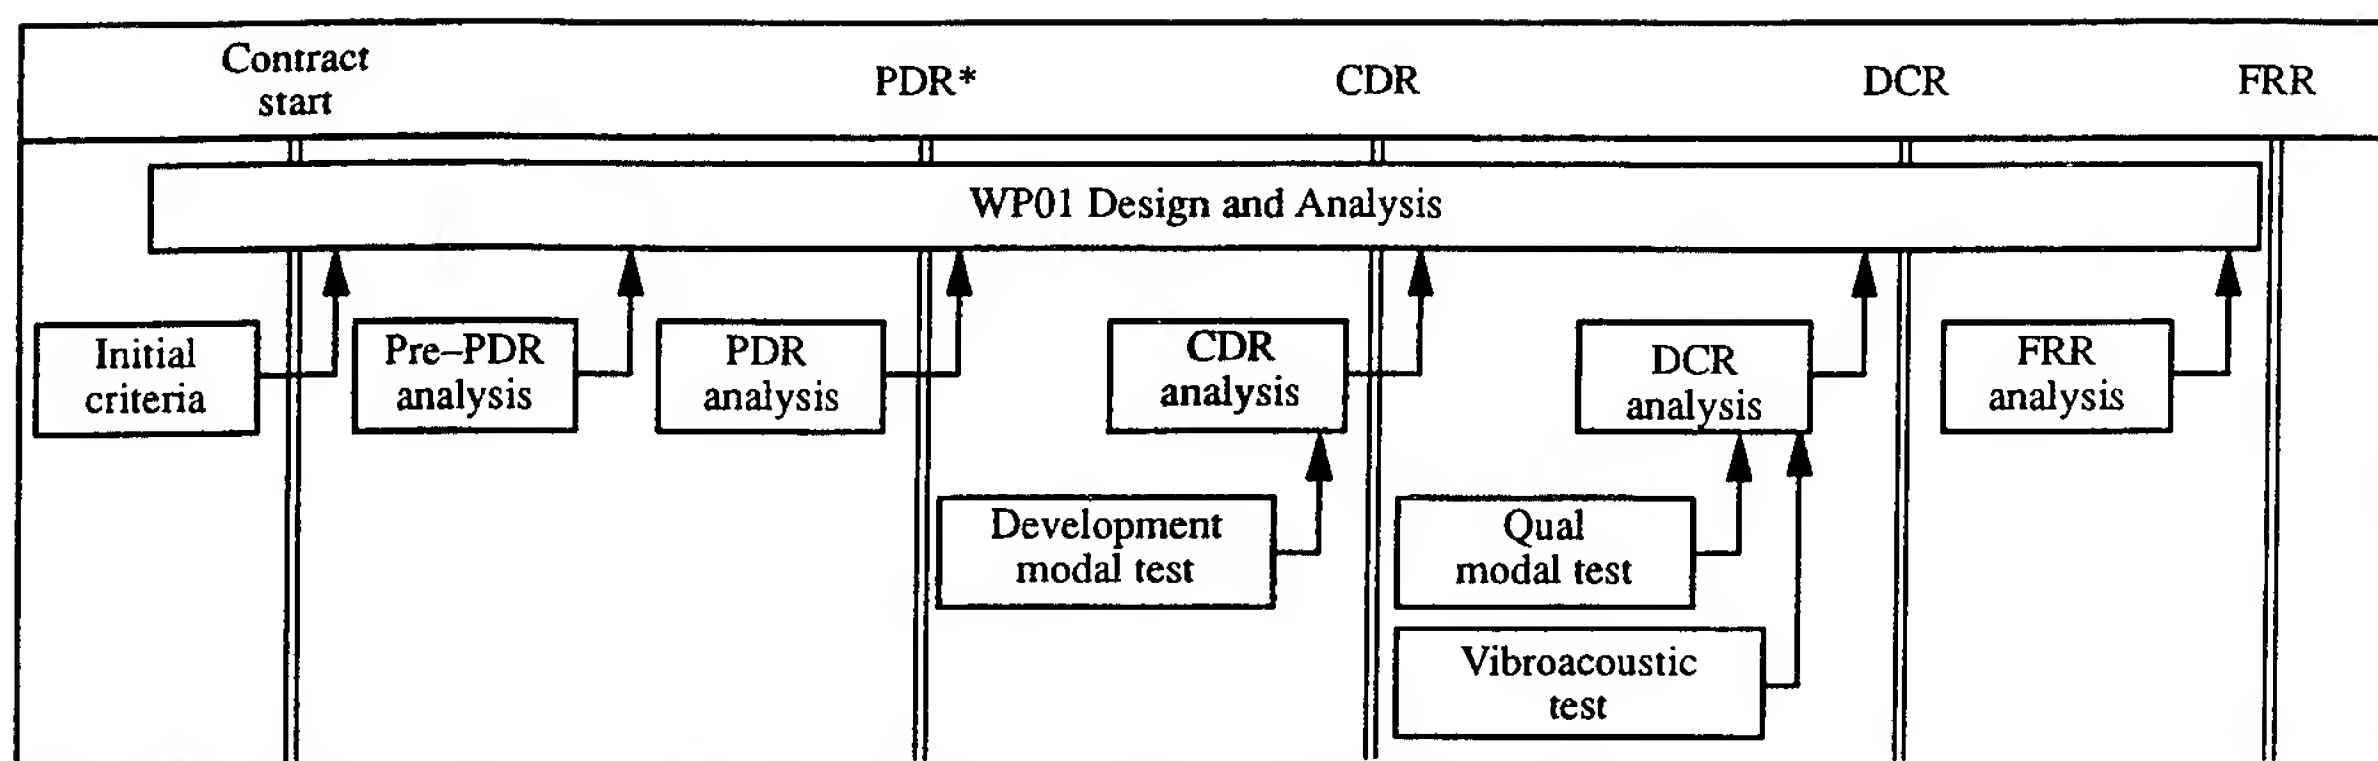 Contract
start
PDR*
CDR
DCR
FRR
WP01 Design and Analysis
Initial
criteria
Pre–PDR
analysis
PDR
analysis
CDR
analysis
DCR
analysis
FRR
analysis
Development
modal test
Qual
modal test
Vibroacoustic
test